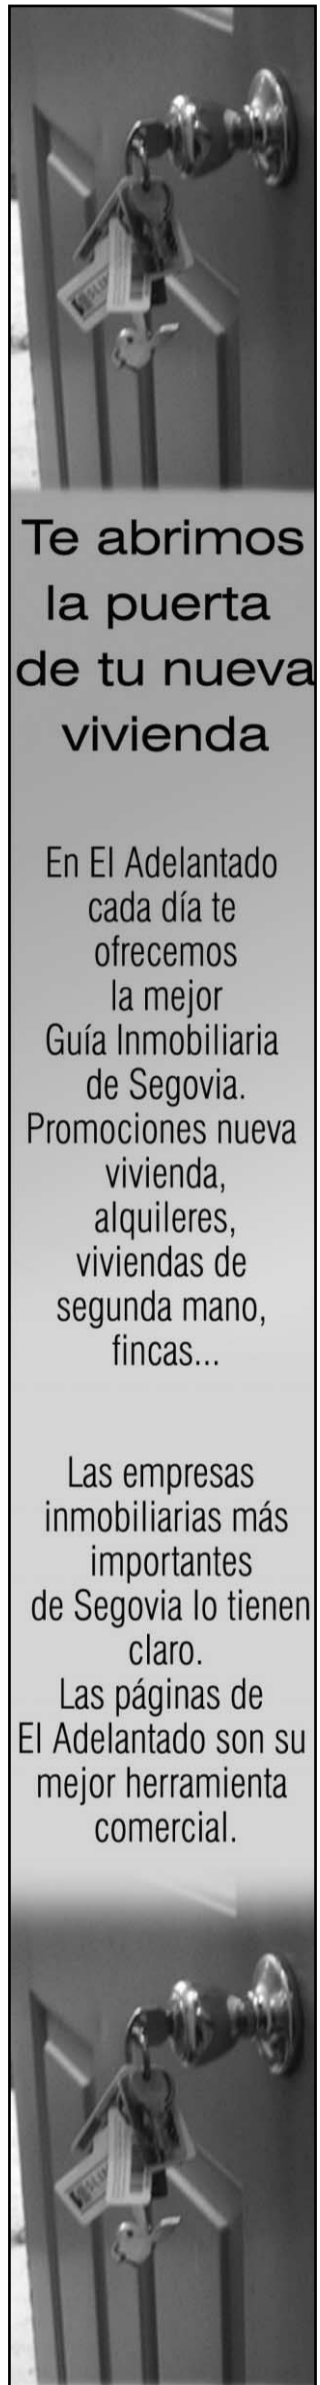 Te abrimos
la puerta
de tu nueva
vivienda
En El Adelantado
cada día te
ofrecemos
la mejor
Guía Inmobiliaria
de Segovia.
Promociones nueva
vivienda,
alquileres,
viviendas de
segunda mano,
fincas...
Las empresas
inmobiliarias más
importantes
de Segovia lo tienen
claro.
Las páginas de
El Adelantado son su
mejor herramienta
comercial.